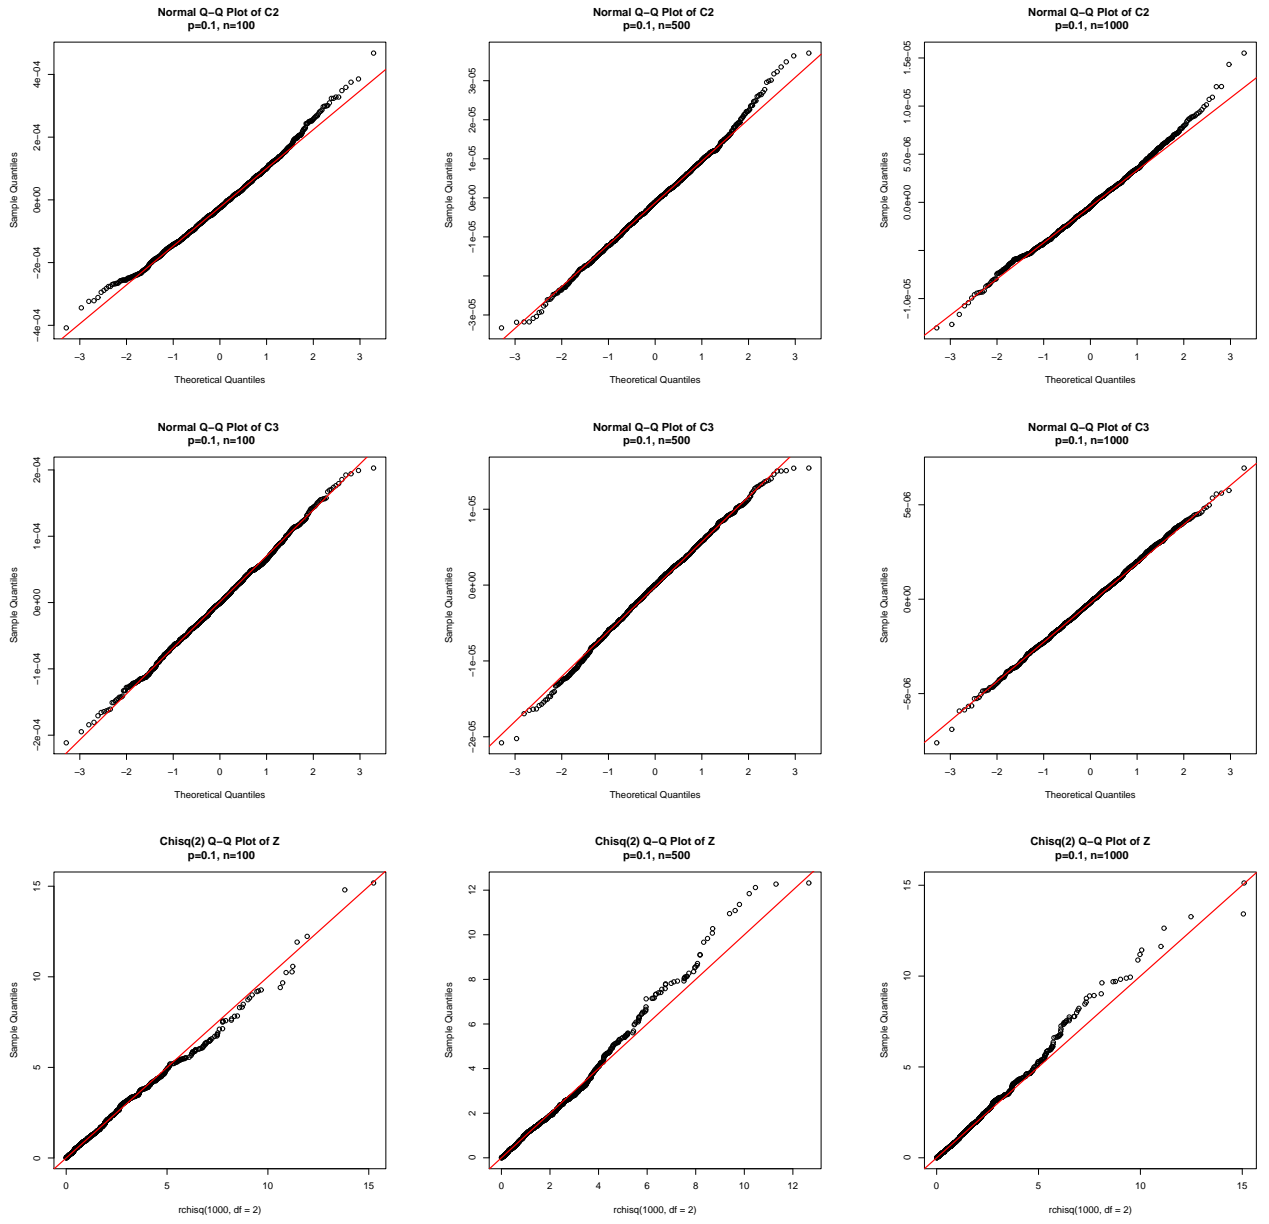 Normal Q−Q Plot of C2
p=0.1, n=100
Sample Quantiles
−4e−04 −2e−04 0e+00 2e−04 4e−04
−3 −2 −1 0 1 2 3
Theoretical Quantiles
Normal Q−Q Plot of C2
p=0.1, n=500
Sample Quantiles
−3e−05 −1e−05 0e+00 1e−05 2e−05 3e−05
−3 −2 −1 0 1 2 3
Theoretical Quantiles
Normal Q−Q Plot of C2
p=0.1, n=1000
Sample Quantiles
−1.0e−05 0.0e+00 5.0e−06 1.0e−05 1.5e−05
−3 −2 −1 0 1 2 3
Theoretical Quantiles
Normal Q−Q Plot of C3
p=0.1, n=100
Sample Quantiles
−2e−04 −1e−04 0e+00 1e−04 2e−04
−3 −2 −1 0 1 2 3
Theoretical Quantiles
Normal Q−Q Plot of C3
p=0.1, n=500
Sample Quantiles
−2e−05 −1e−05 0e+00 1e−05
−3 −2 −1 0 1 2 3
Theoretical Quantiles
Normal Q−Q Plot of C3
p=0.1, n=1000
Sample Quantiles
−5e−06 0e+00 5e−06
−3 −2 −1 0 1 2 3
Theoretical Quantiles
Chisq(2) Q−Q Plot of Z
p=0.1, n=100
Sample Quantiles
0 5 10 15
0 5 10 15
rchisq(1000, df = 2)
Chisq(2) Q−Q Plot of Z
p=0.1, n=500
Sample Quantiles
0 2 4 6 8 10 12
0 2 4 6 8 10 12
rchisq(1000, df = 2)
Chisq(2) Q−Q Plot of Z
p=0.1, n=1000
Sample Quantiles
0 5 10 15
0 5 10 15
rchisq(1000, df = 2)